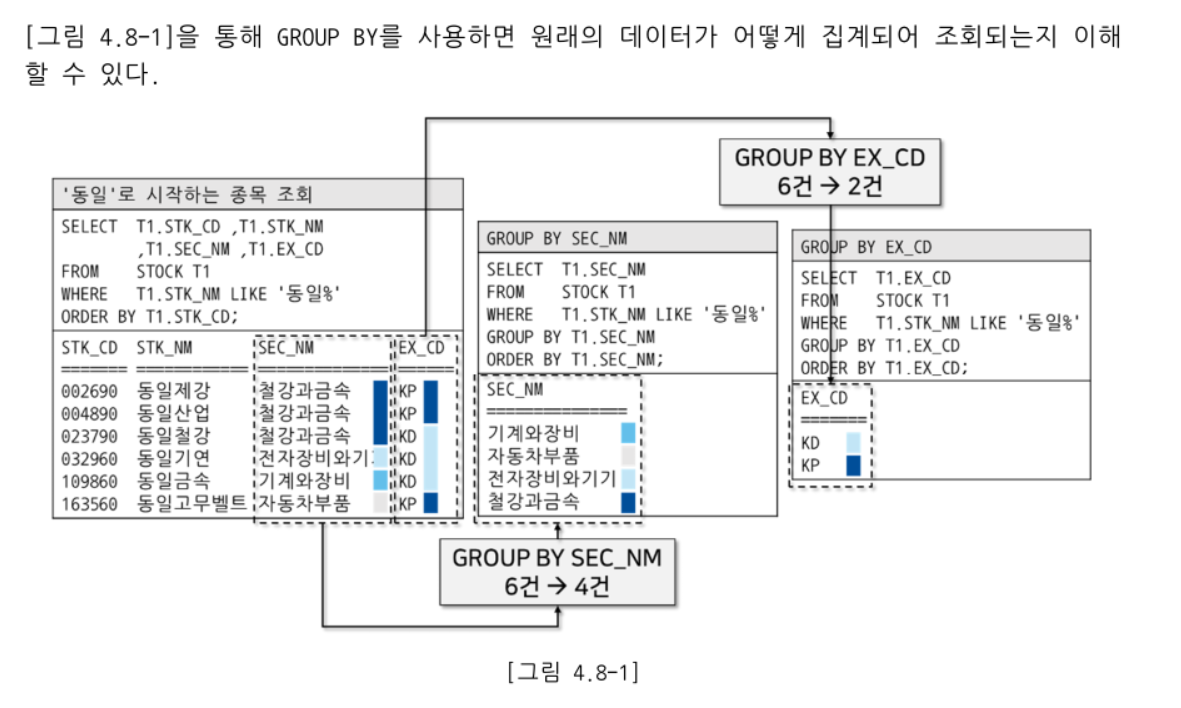 [그림 4.8-1]을 통해 GROUP BY를 사용하면 원래의 데이터가 어떻게 집계되어 조회되는지 이해
할 수 있다.
GROUP BY EX_CD
6건 → 2건
'동일'로 시작하는 종목 조회
SELECT T1.STK_CD ,T1.STK_NM
,T1.SEC_NM ,T1.EX_CD
FROM STOCK T1
WHERE T1.STK_NM LIKE '동일%'
ORDER BY T1.STK_CD;
STK_CD STK_NM SEC_NM EX_CD
======= ============ ============== ======
002690 동일제강 철강과금속 KP
004890 동일산업 철강과금속 KP
023790 동일철강 철강과금속 KD
032960 동일기연 전자장비와기기 KD
109860 동일금속 기계와장비 KD
163560 동일고무벨트 자동차부품 KP
GROUP BY SEC_NM
SELECT T1.SEC_NM
FROM STOCK T1
WHERE T1.STK_NM LIKE '동일%'
GROUP BY T1.SEC_NM
ORDER BY T1.SEC_NM;
SEC_NM
===============
기계와장비
자동차부품
전자장비와기기
철강과금속
GROUP BY EX_CD
SELECT T1.EX_CD
FROM STOCK T1
WHERE T1.STK_NM LIKE '동일%'
GROUP BY T1.EX_CD
ORDER BY T1.EX_CD;
EX_CD
=======
KD
KP
GROUP BY SEC_NM
6건 → 4건
[그림 4.8-1]